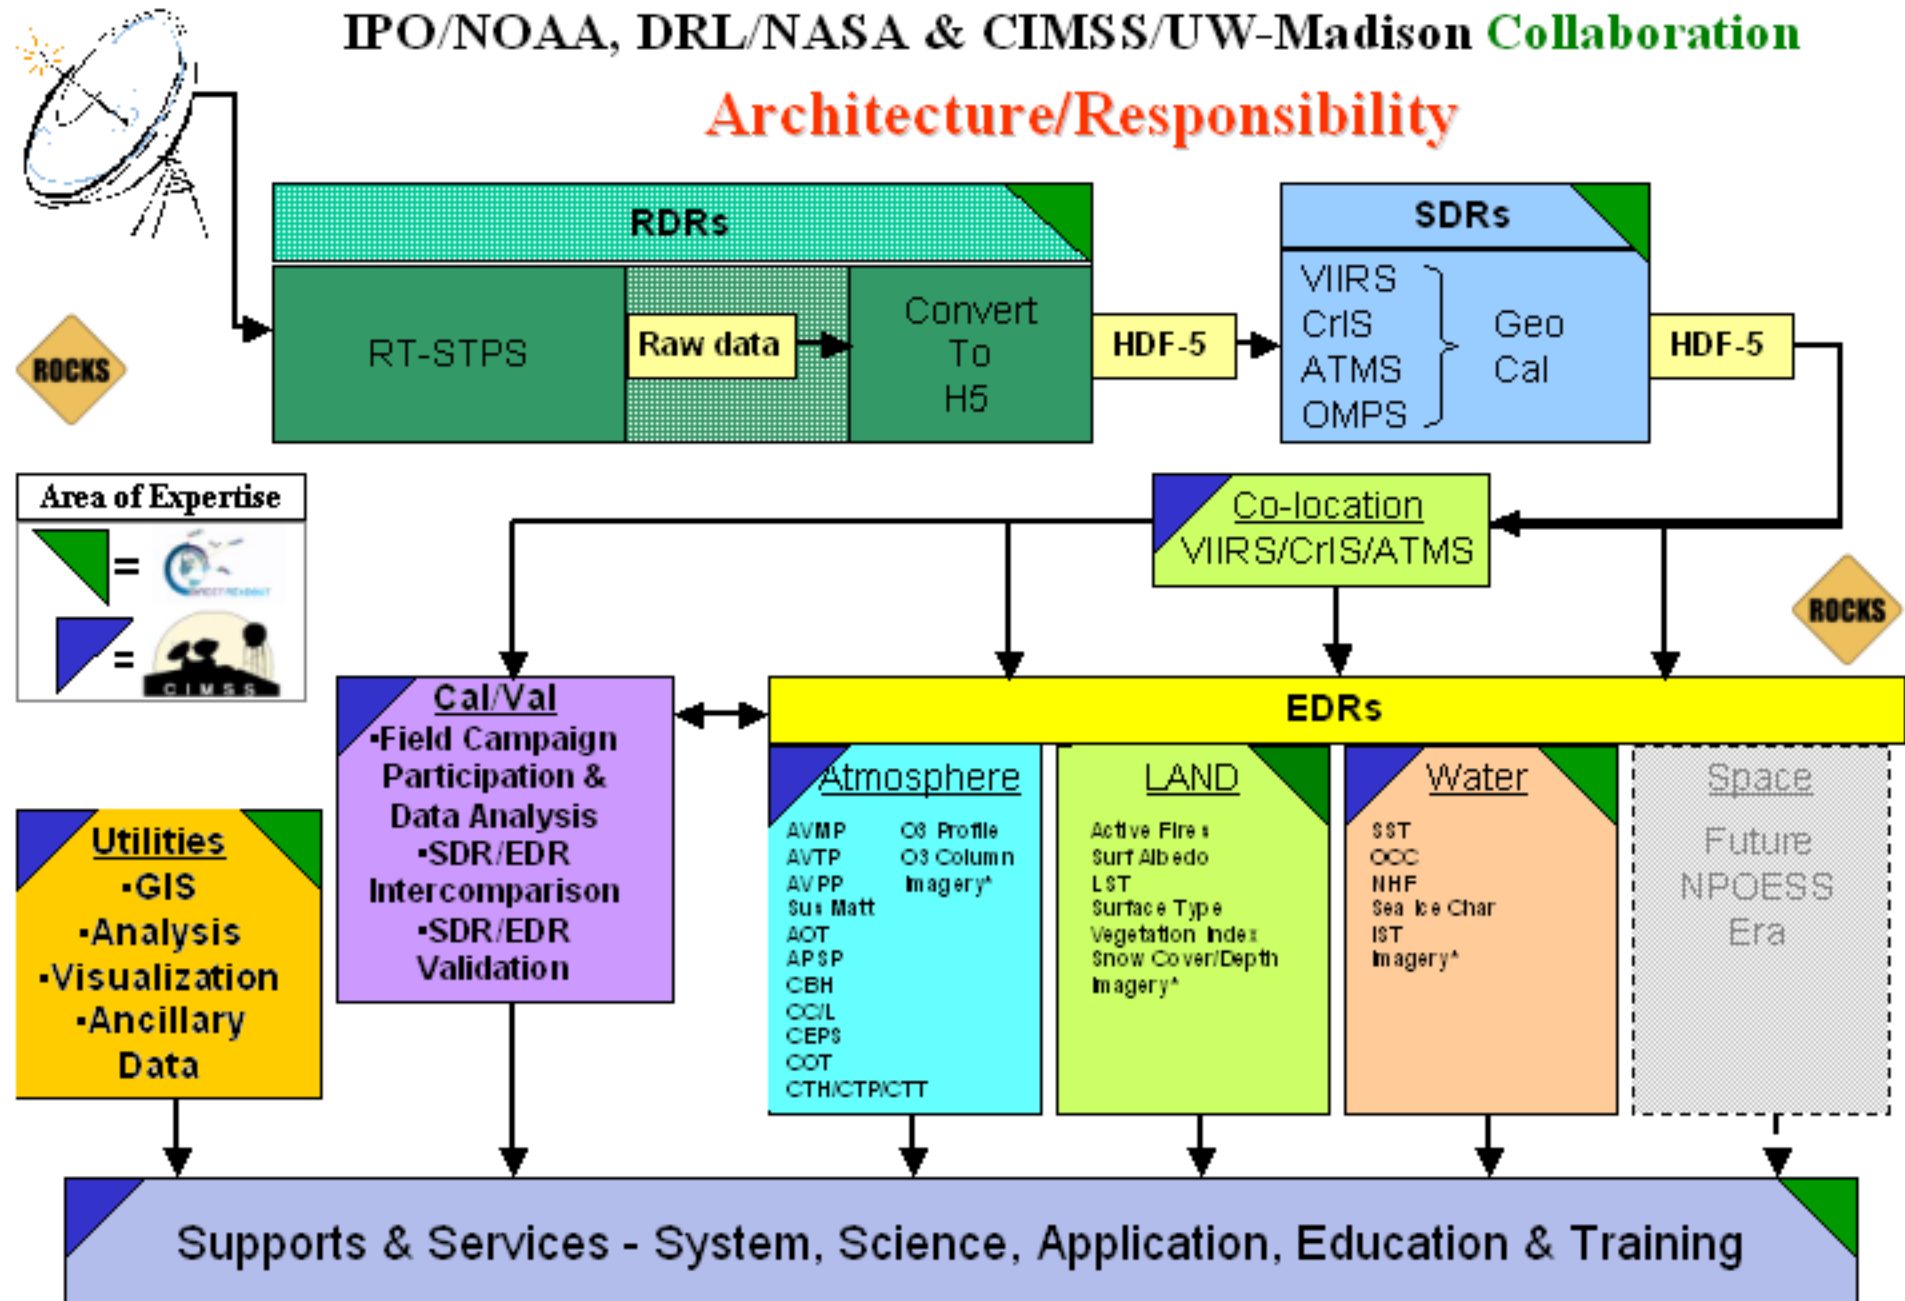 IPO/NOAA, DRL/NASA & CIMSS/UW-Madison Collaboration
Architecture/Responsibility
RDRs
RT-STPS
Raw data
Convert
To
H5
HDF-5
SDRs
VIIRS
CrIS
ATMS
OMPS
Geo
Cal
HDF-5
ROCKS
Area of Expertise
=
=
CIMSS
Co-location
VIIRS/CrIS/ATMS
ROCKS
Cal/Val
▪Field Campaign
Participation &
Data Analysis
▪SDR/EDR
Intercomparison
▪SDR/EDR
Validation
EDRs
Utilities
▪GIS
▪Analysis
▪Visualization
▪Ancillary
Data
Atmosphere
AVMP
AVTP
AVPP
Sus Matt
AOT
APSP
CBH
CC/L
CEPS
COT
CTH/CTP/CTT
O3 Profile
O3 Column
Imagery*
LAND
Active Fires
Surf Albedo
LST
Surface Type
Vegetation Index
Snow Cover/Depth
Imagery*
Water
SST
OCC
NHF
Sea Ice Char
IST
Imagery*
Space
Future
NPOESS
Era
Supports & Services - System, Science, Application, Education & Training